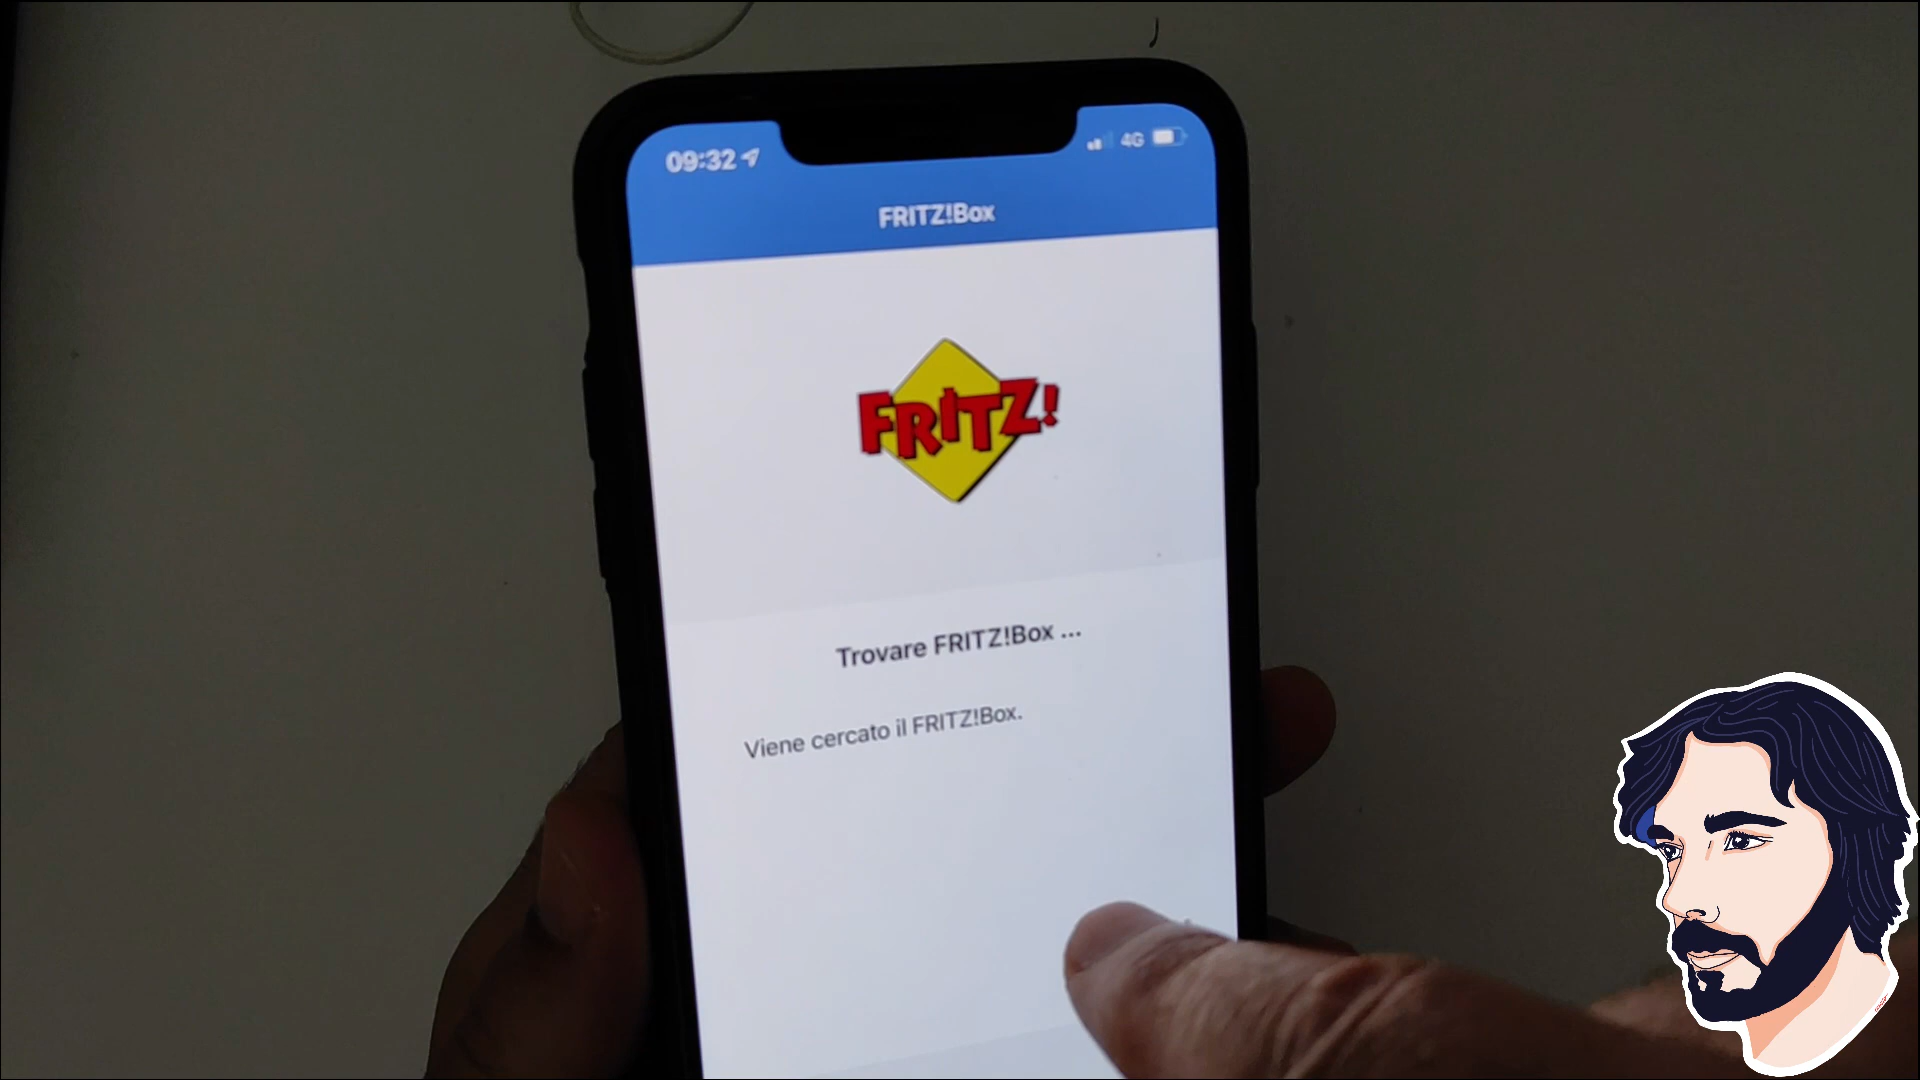 09:32
4G
FRITZ!Box
FRITZ!
Trovare FRITZ!Box ...
Viene cercato il FRITZ!Box.